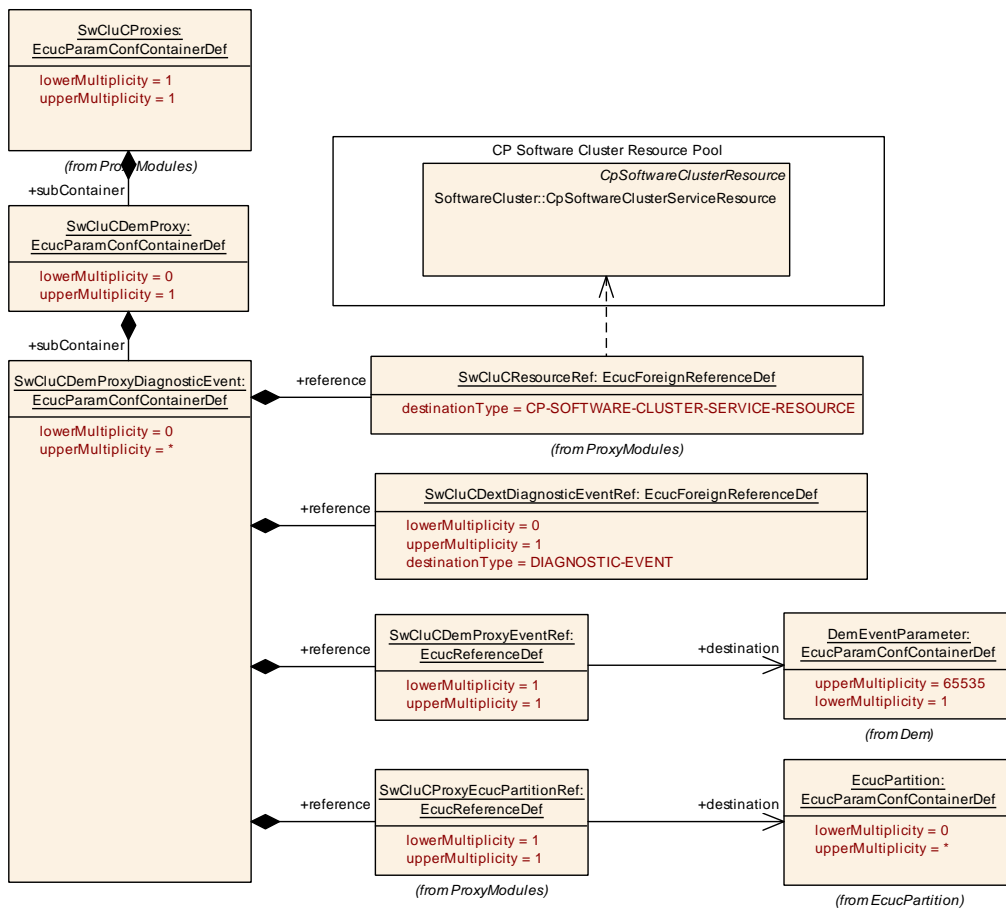 SwCluCProxies:
EcucParamConfContainerDef
lowerMultiplicity = 1
upperMultiplicity = 1
(from ProxyModules)
+subContainer
SwCluCDemProxy:
EcucParamConfContainerDef
lowerMultiplicity = 0
upperMultiplicity = 1
+subContainer
SwCluCDemProxyDiagnosticEvent:
EcucParamConfContainerDef
lowerMultiplicity = 0
upperMultiplicity = *
CP Software Cluster Resource Pool
CpSoftwareClusterResource
SoftwareCluster::CpSoftwareClusterServiceResource
+reference
SwCluCResourceRef: EcucForeignReferenceDef
destinationType = CP-SOFTWARE-CLUSTER-SERVICE-RESOURCE
(from ProxyModules)
+reference
SwCluCDextDiagnosticEventRef: EcucForeignReferenceDef
lowerMultiplicity = 0
upperMultiplicity = 1
destinationType = DIAGNOSTIC-EVENT
+reference
SwCluCDemProxyEventRef:
EcucReferenceDef
lowerMultiplicity = 1
upperMultiplicity = 1
+destination
DemEventParameter:
EcucParamConfContainerDef
upperMultiplicity = 65535
lowerMultiplicity = 1
(from Dem)
+reference
SwCluCProxyEcucPartitionRef:
EcucReferenceDef
lowerMultiplicity = 1
upperMultiplicity = 1
(from ProxyModules)
+destination
EcucPartition:
EcucParamConfContainerDef
lowerMultiplicity = 0
upperMultiplicity = *
(from EcucPartition)